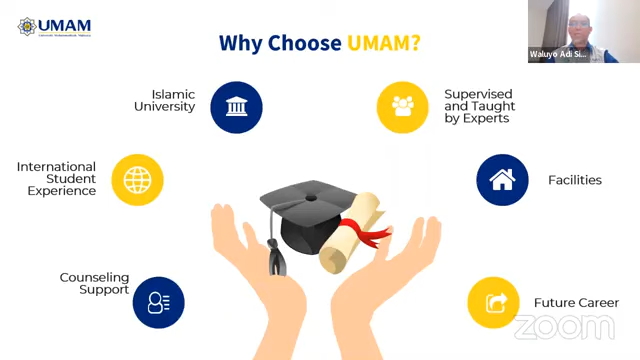 UMAM
Why Choose UMAM?
Waluyo Adi Si...
Islamic
University
Supervised
and Taught
by Experts
International
Student
Experience
Facilities
Counseling
Support
Future Career
zoom